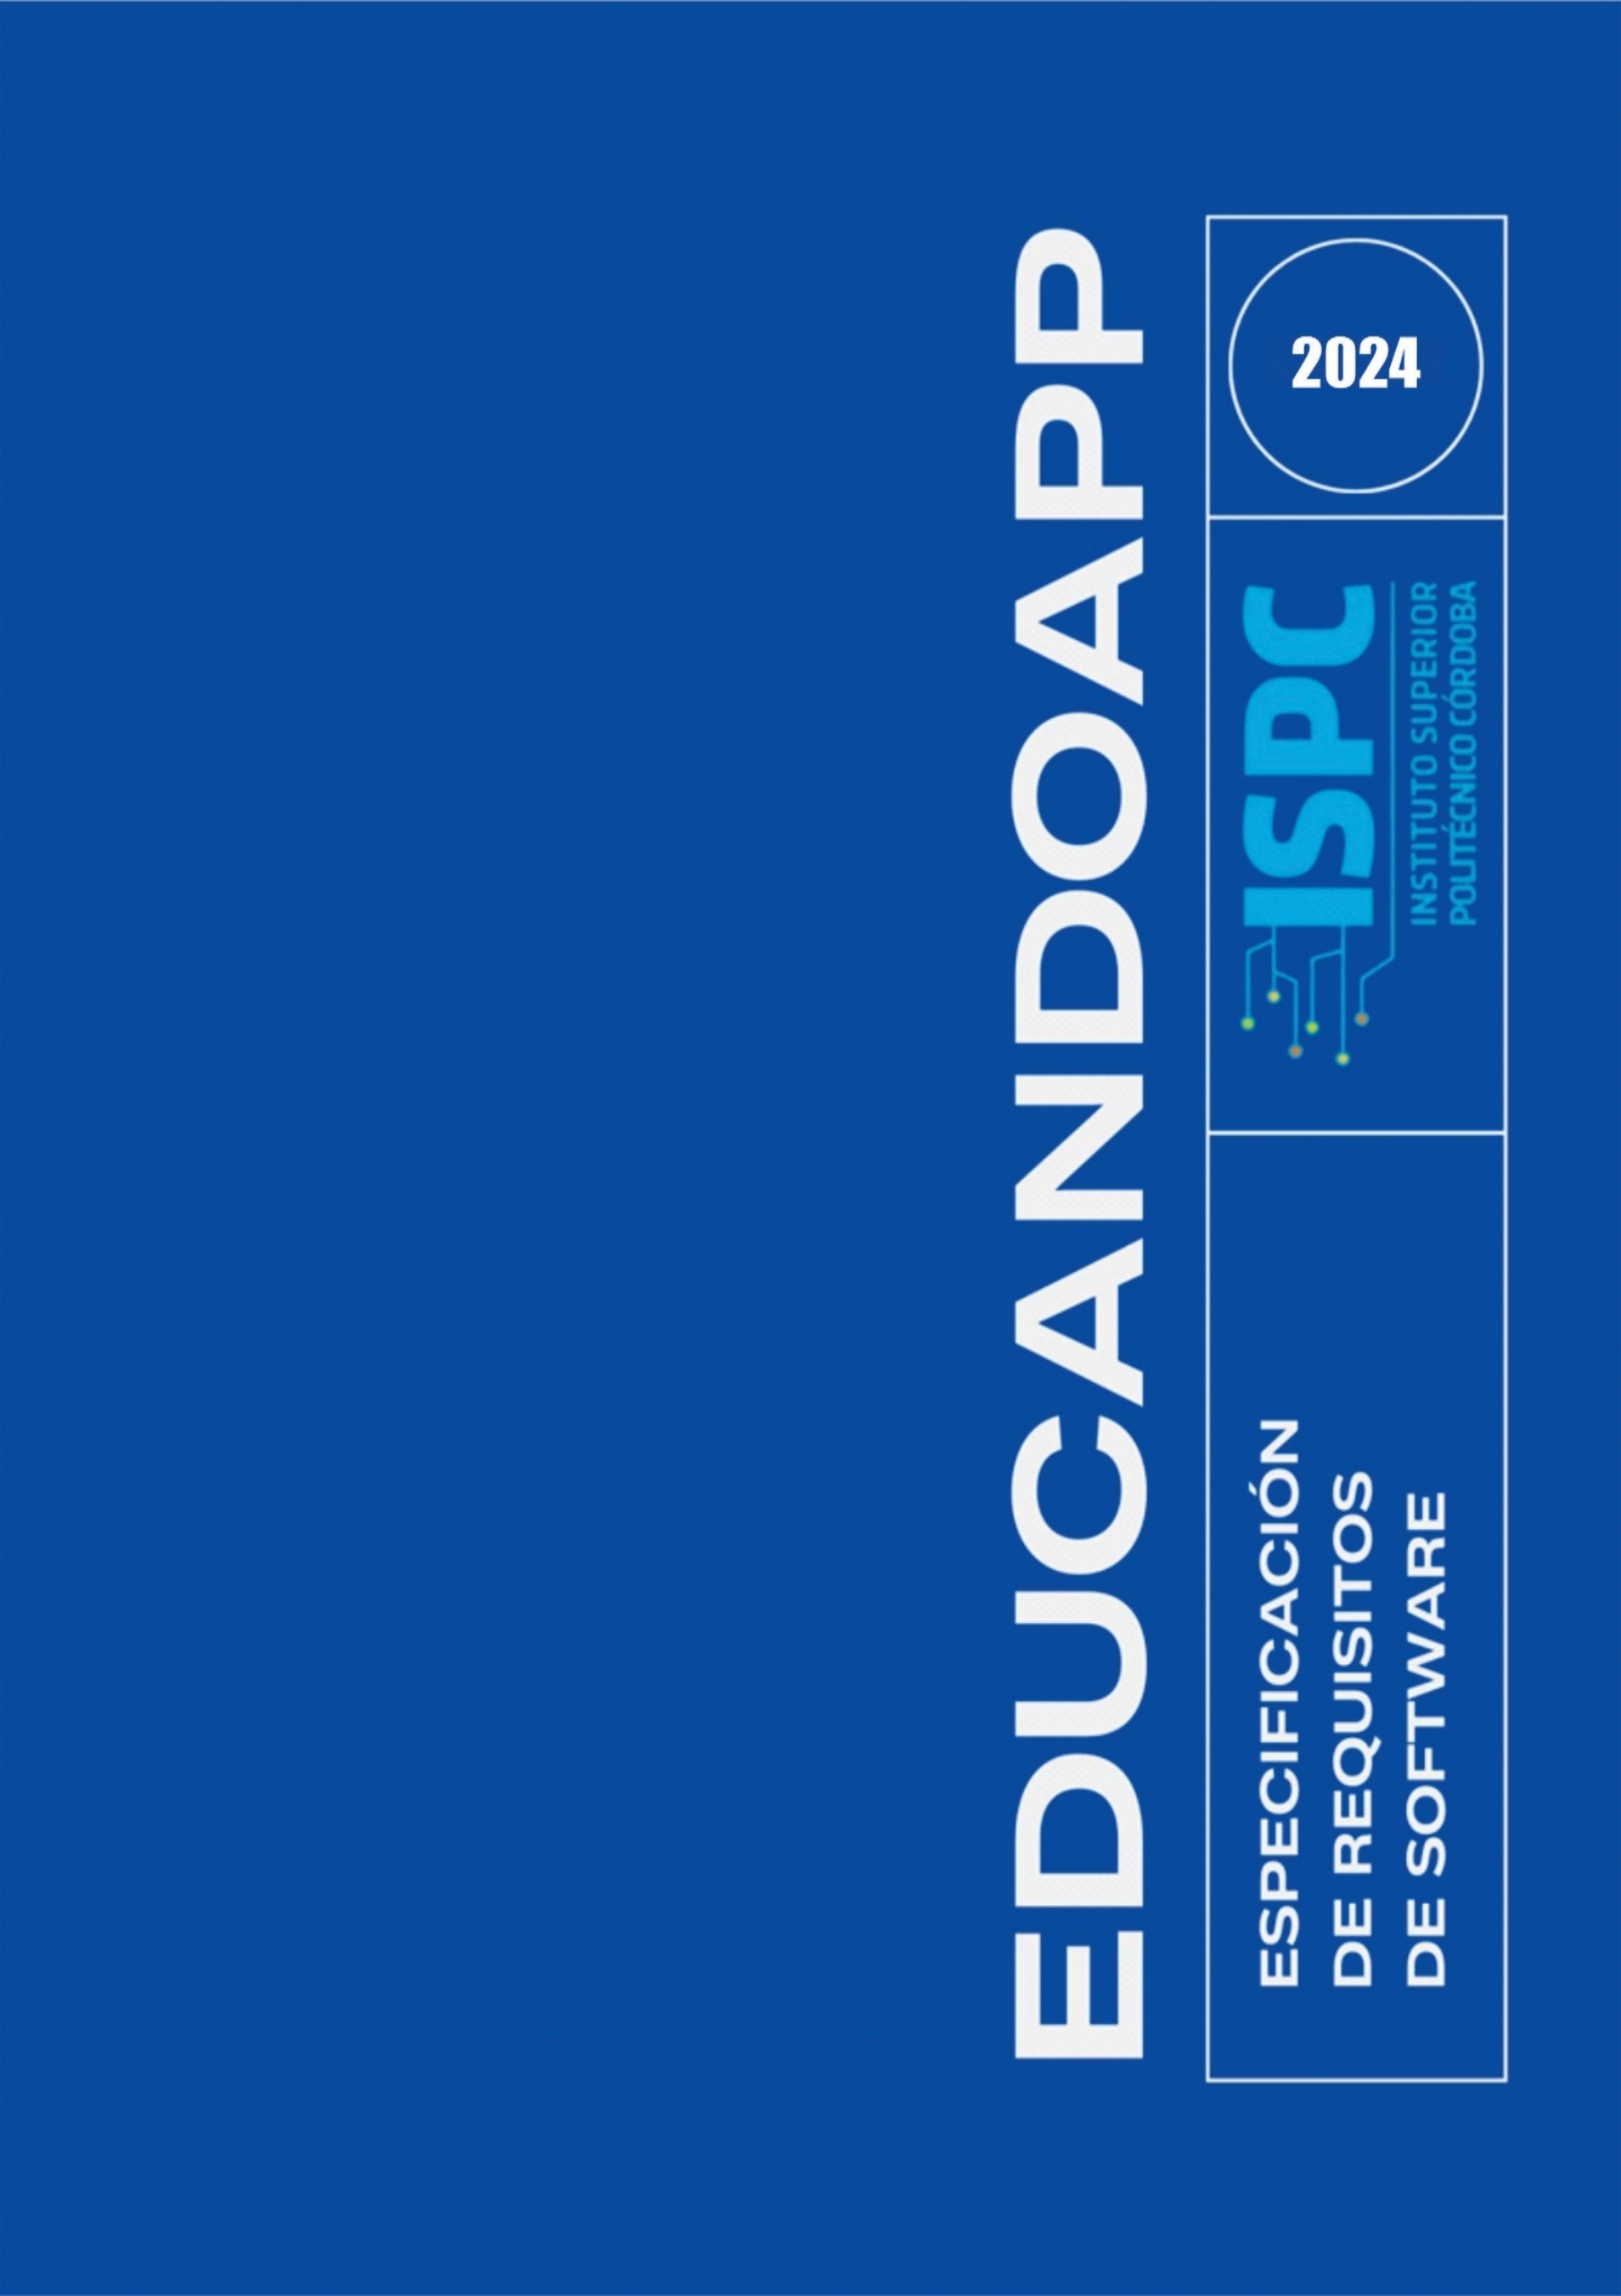 EDUCANDOAPP
ESPECIFICACIÓN
DE REQUISITOS
DE SOFTWARE
ISPC
INSTITUTO SUPERIOR
POLITÉCNICO CÓRDOBA
2024